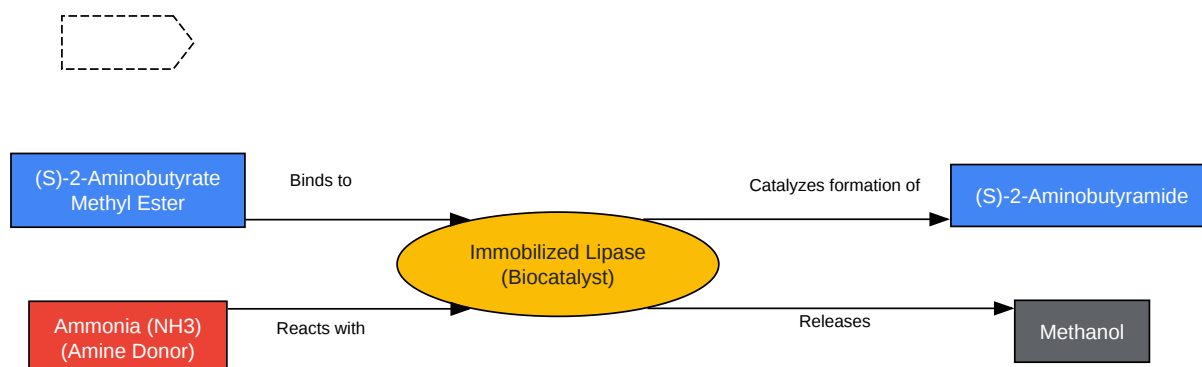 (S)-2-Aminobutyrate
Methyl Ester
Binds to
Catalyzes formation of
(S)-2-Aminobutyramide
Immobilized Lipase
(Biocatalyst)
Ammonia (NH3)
(Amine Donor)
Reacts with
Releases
Methanol